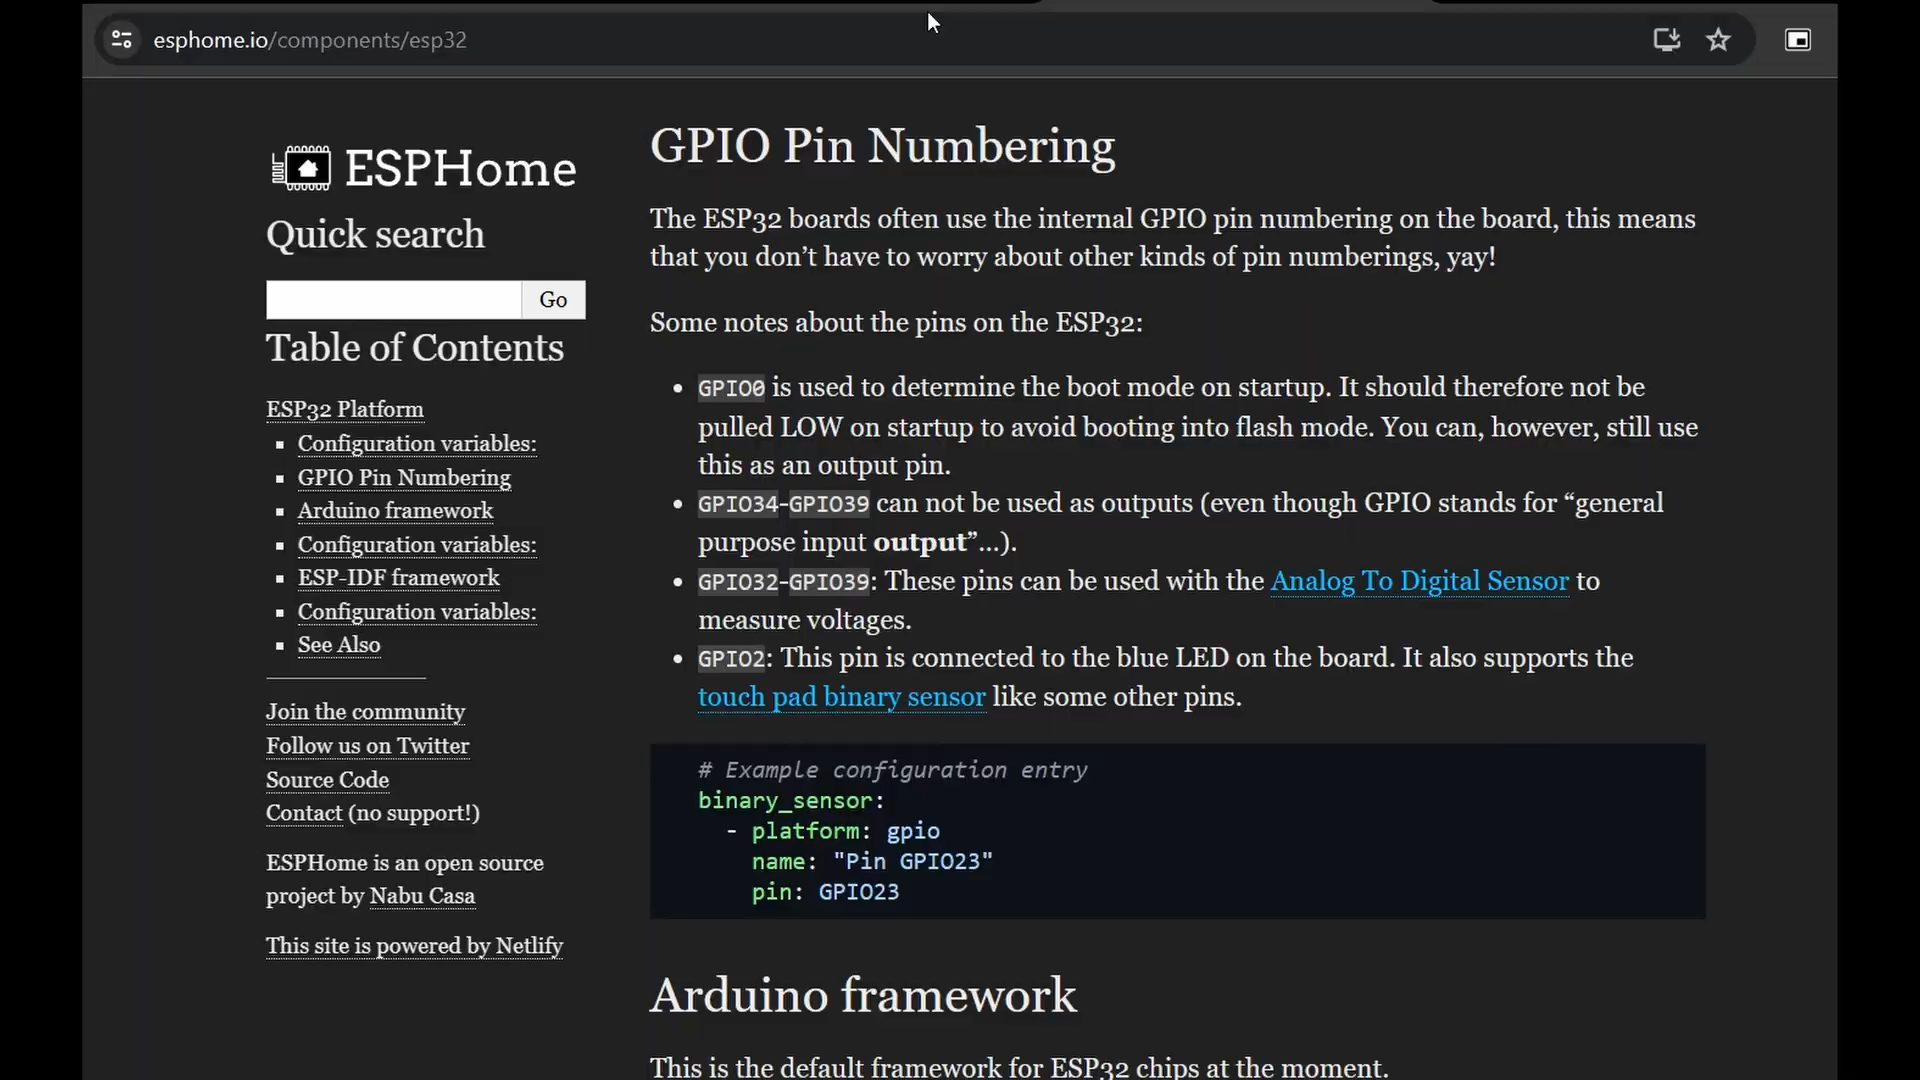 esphome.io/components/esp32
ESPHome
Quick search
Go
Table of Contents
ESP32 Platform
Configuration variables:
GPIO Pin Numbering
Arduino framework
Configuration variables:
ESP-IDF framework
Configuration variables:
See Also
Join the community
Follow us on Twitter
Source Code
Contact (no support!)
ESPHome is an open source
project by Nabu Casa
This site is powered by Netlify
GPIO Pin Numbering
The ESP32 boards often use the internal GPIO pin numbering on the board, this means
that you don’t have to worry about other kinds of pin numberings, yay!
Some notes about the pins on the ESP32:
GPIO0 is used to determine the boot mode on startup. It should therefore not be
pulled LOW on startup to avoid booting into flash mode. You can, however, still use
this as an output pin.
GPIO34-GPIO39 can not be used as outputs (even though GPIO stands for “general
purpose input output”...).
GPIO32-GPIO39: These pins can be used with the Analog To Digital Sensor to
measure voltages.
GPIO2: This pin is connected to the blue LED on the board. It also supports the
touch pad binary sensor like some other pins.
# Example configuration entry
binary_sensor:
- platform: gpio
name: "Pin GPIO23"
pin: GPIO23
Arduino framework
This is the default framework for ESP32 chips at the moment.